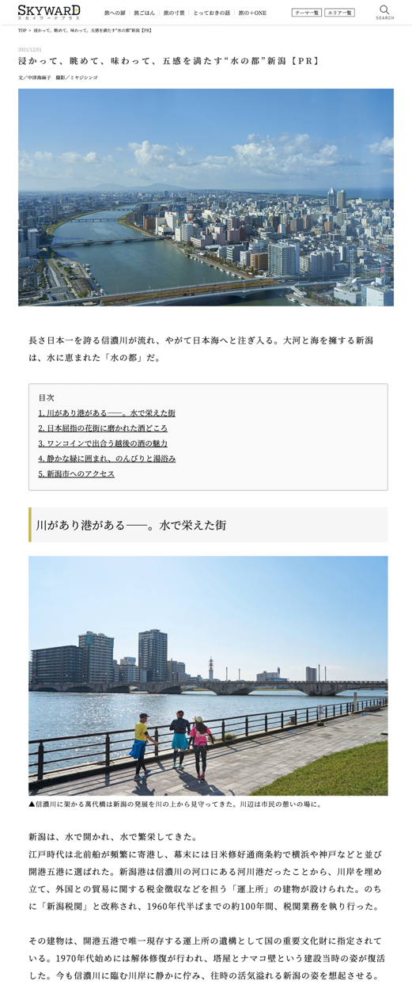 SKYWARD
スカイワードプラス
旅への扉 旅ごはん 旅の寸景 とっておきの話 旅の＋ONE
テーマ一覧 エリア一覧
SEARCH
TOP > 浸かって、眺めて、味わって、五感を満たす“水の都”新潟【PR】
2021/12/01
浸かって、眺めて、味わって、五感を満たす“水の都”新潟【PR】
文／中津海麻子 撮影／ミヤジシンゴ
長さ日本一を誇る信濃川が流れ、やがて日本海へと注ぎ入る。大河と海を擁する新潟
は、水に恵まれた「水の都」だ。
目次
1. 川があり港がある――。水で栄えた街
2. 日本屈指の花街に磨かれた酒どころ
3. ワンコインで出合う越後の酒の魅力
4. 静かな緑に囲まれ、のんびりと湯浴み
5. 新潟市へのアクセス
川があり港がある――。水で栄えた街
▲信濃川に架かる萬代橋は新潟の発展を川の上から見守ってきた。川辺は市民の憩いの場に。
新潟は、水で開かれ、水で繁栄してきた。
江戸時代は北前船が頻繁に寄港し、幕末には日米修好通商条約で横浜や神戸などと並び
開港五港に選ばれた。新潟港は信濃川の河口にある河川港だったことから、川岸を埋め
立て、外国との貿易に関する税金徴収などを担う「運上所」の建物が設けられた。のち
に「新潟税関」と改称され、1960年代半ばまでの約100年間、税関業務を執り行った。
その建物は、開港五港で唯一現存する運上所の遺構として国の重要文化財に指定されて
いる。1970年代始めには解体修復が行われ、塔屋とナマコ壁という建設当時の姿が復活
した。今も信濃川に臨む川岸に静かに佇み、往時の活気溢れる新潟の姿を想起させる。